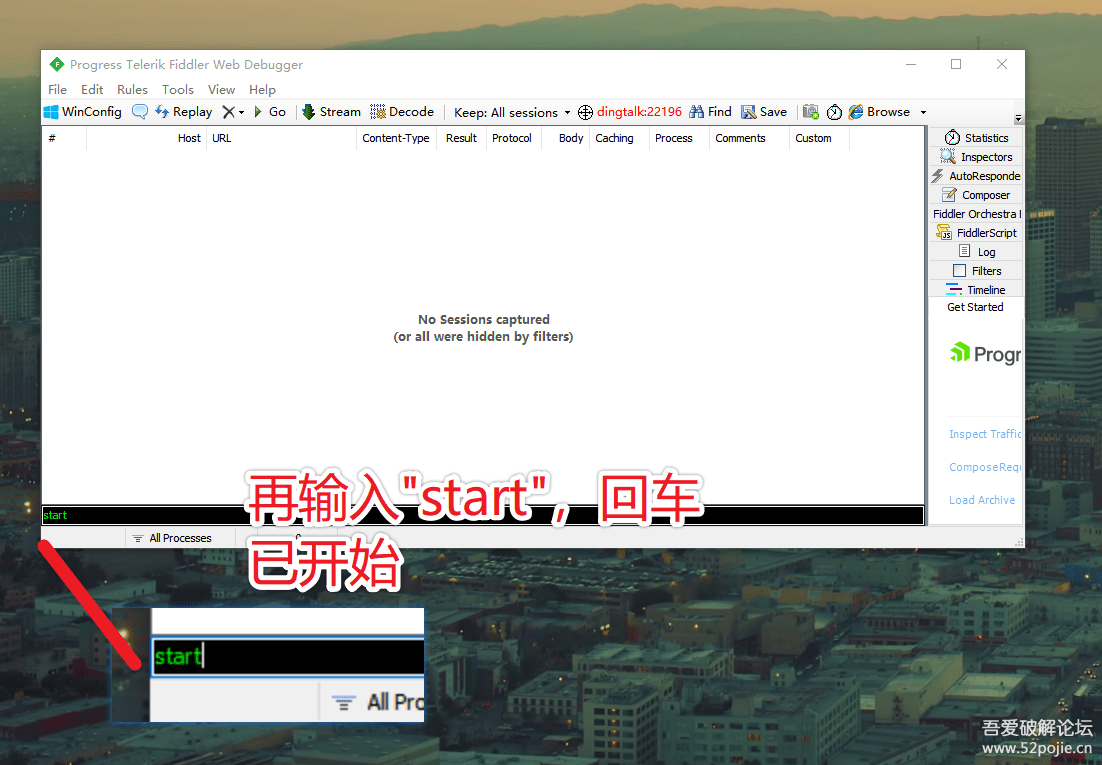 Progress Telerik Fiddler Web Debugger
File Edit Rules Tools View Help
WinConfig Replay Go Stream Decode Keep: All sessions dingtalk:22196 Find Save Browse
# Host URL Content-Type Result Protocol Body Caching Process Comments Custom
Statistics
Inspectors
AutoResponde
Composer
Fiddler Orchestra
FiddlerScript
Log
Filters
Timeline
Get Started
Progr
No Sessions captured
(or all were hidden by filters)
Inspect Traffic
ComposeRequ
Load Archive
再输入"start"，回车
已开始
start
All Processes
start
All Pro
吾爱破解论坛
www.52pojie.cn